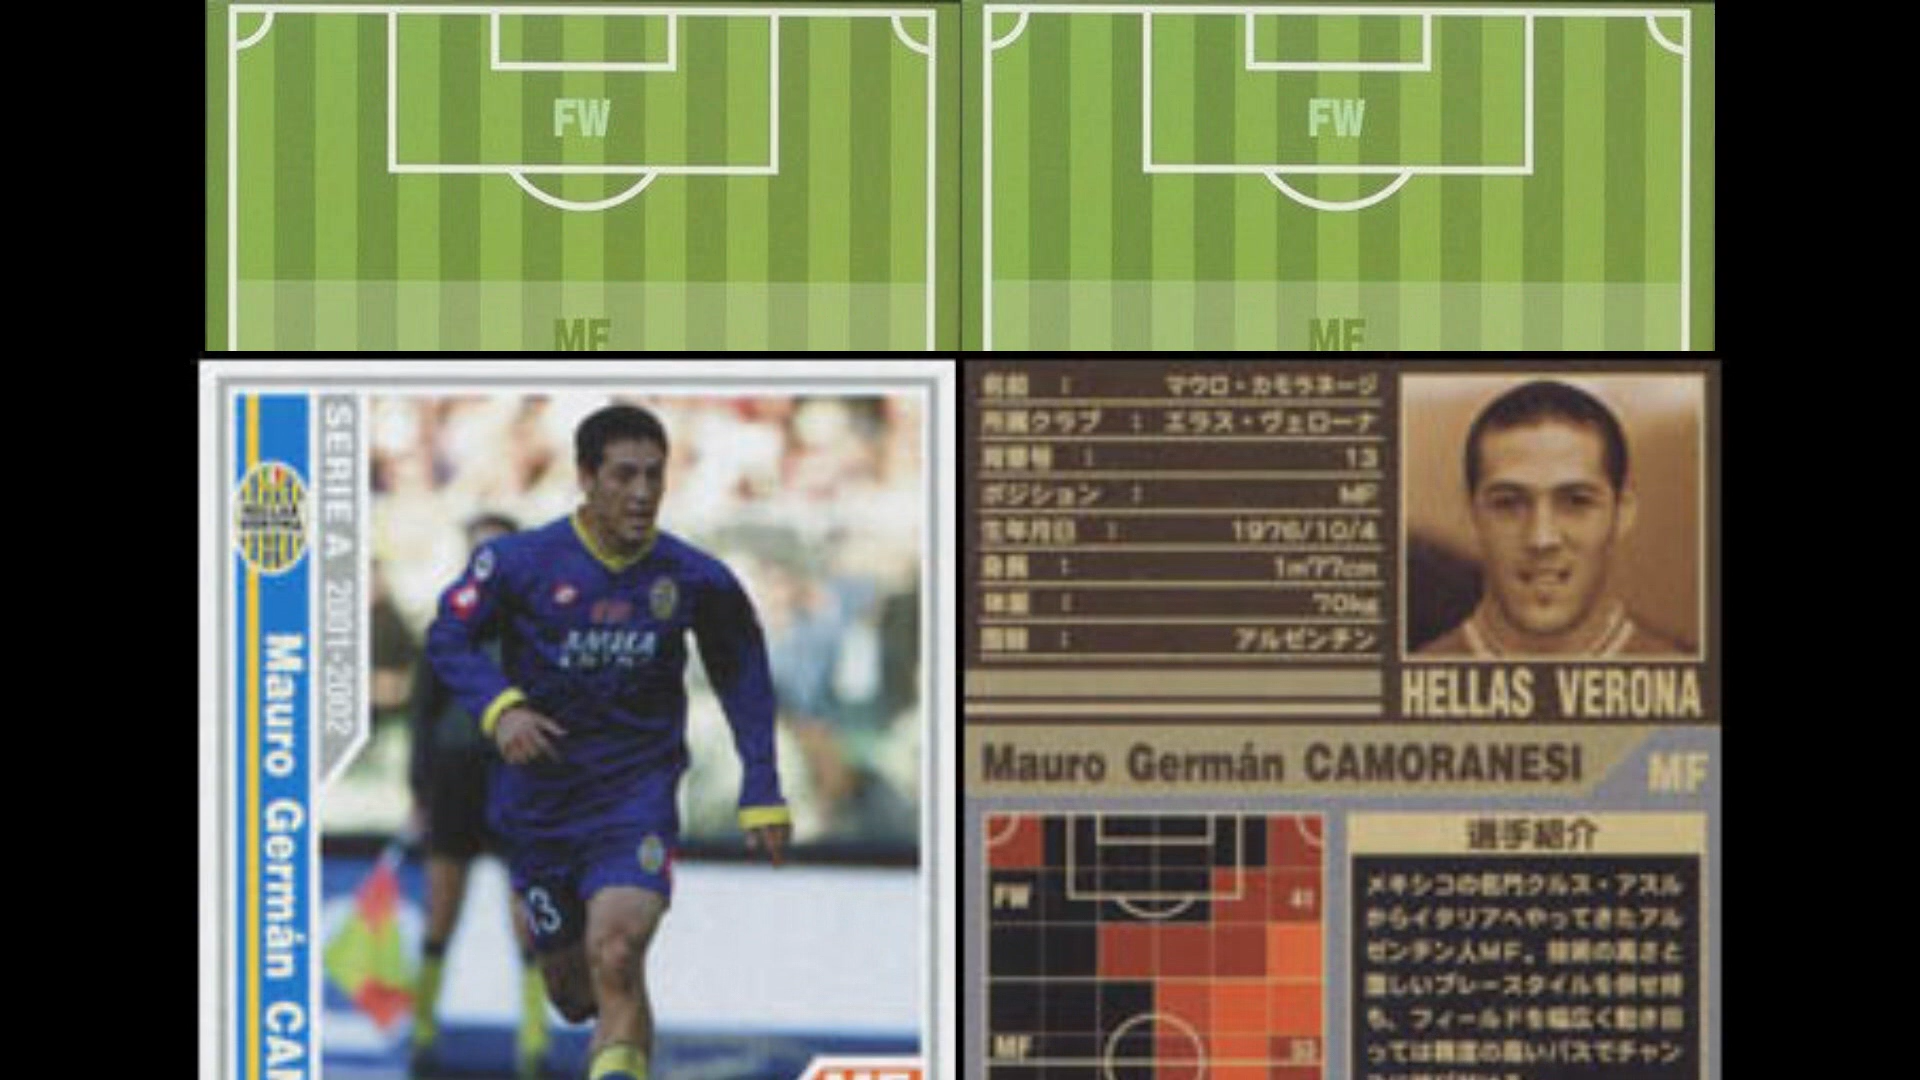 FW
FW
MF
MF
SERIE A 2001-2002
Mauro Germán CA
HELLAS
VERONA
13
名前 : マウロ・カモラネージ
所属クラブ : エラス・ヴェローナ
背番号 : 13
ポジション : MF
生年月日 : 1976/10/4
身長 : 1m77cm
体重 : 70kg
国籍 : アルゼンチン
HELLAS VERONA
Mauro Germán CAMORANESI
MF
FW
41
MF
選手紹介
メキシコの名門クルス・アスル
からイタリアへやってきたアル
ゼンチン人MF。技術の高さと
激しいプレースタイルを併せ持
ち、フィールドを幅広く動き回
っては精度の高いパスでチャン